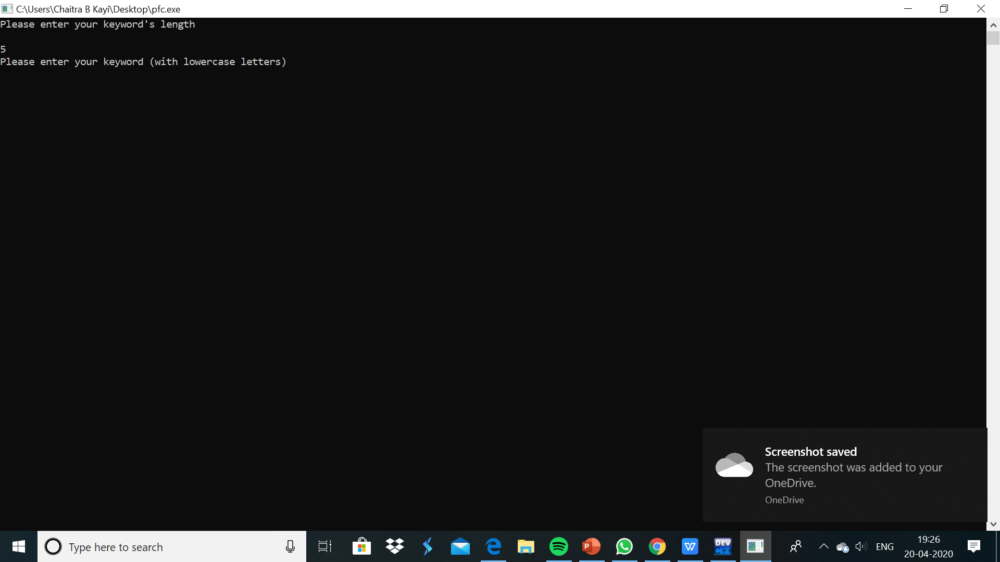 C:\Users\Chaitra B Kayi\Desktop\pfc.exe
Please enter your keyword's length
5
Please enter your keyword (with lowercase letters)
Screenshot saved
The screenshot was added to your
OneDrive.
OneDrive
Type here to search
P
W
DEV
C++
ENG
19:26
20-04-2020